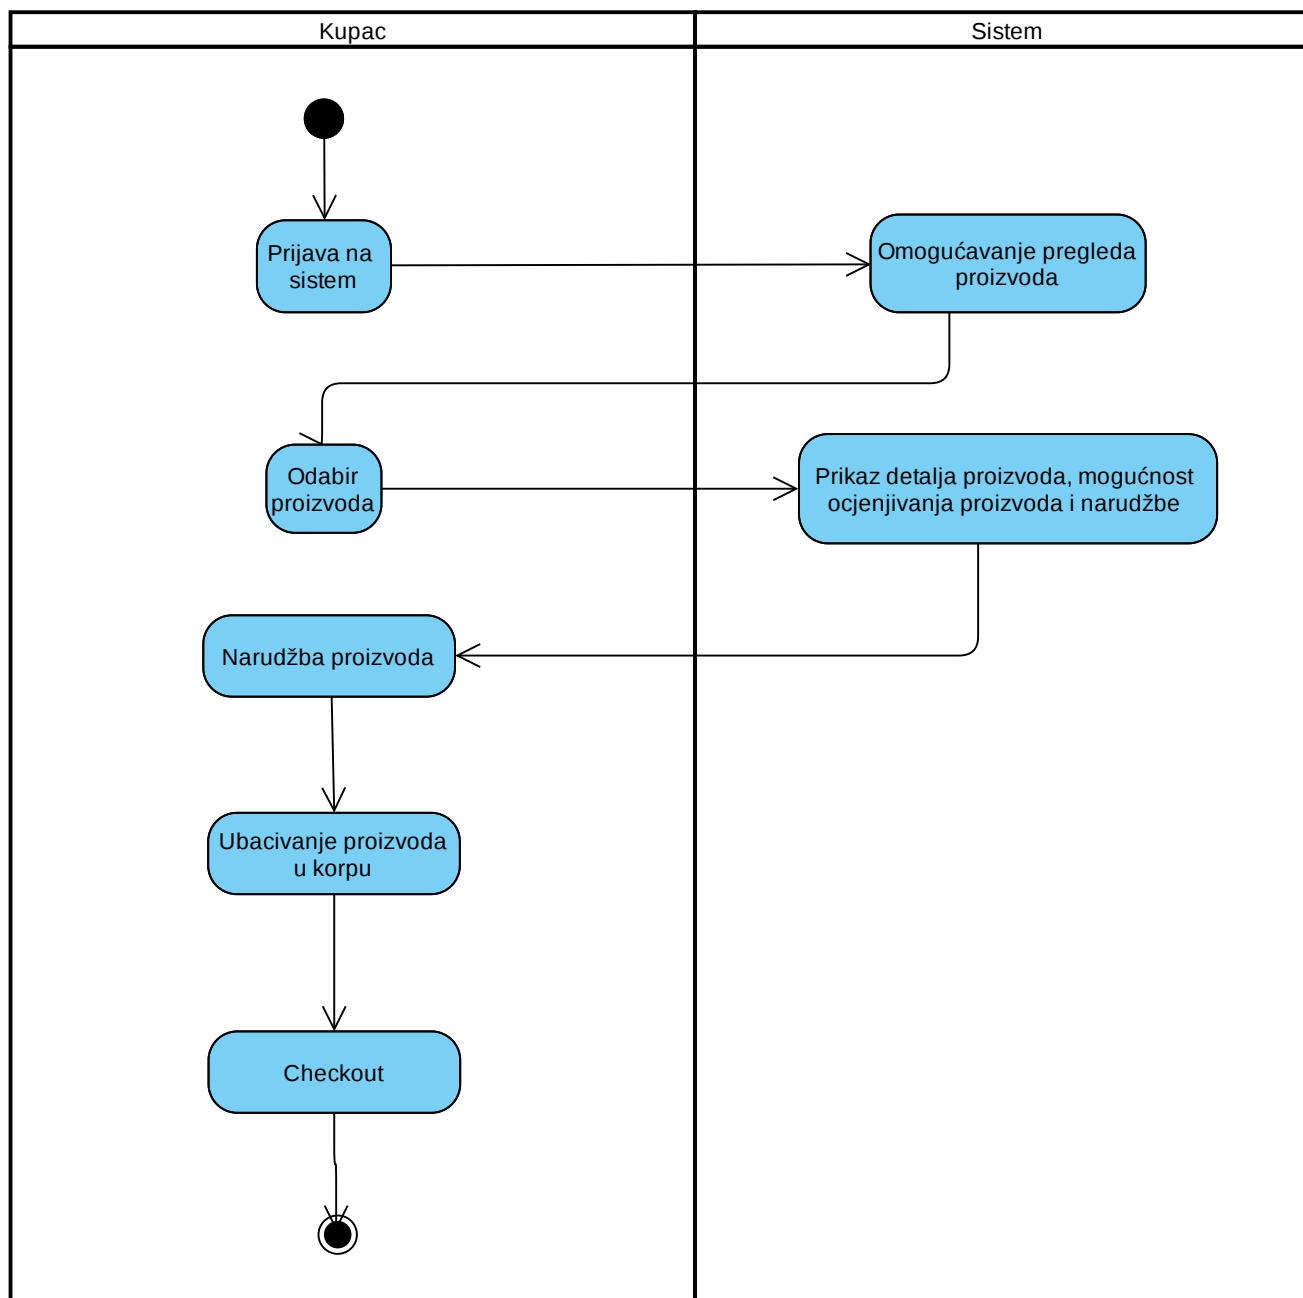 Kupac
Sistem
Prijava na
sistem
Omogućavanje pregleda
proizvoda
Odabir
proizvoda
Prikaz detalja proizvoda, mogućnost
ocjenjivanja proizvoda i narudžbe
Narudžba proizvoda
Ubacivanje proizvoda
u korpu
Checkout